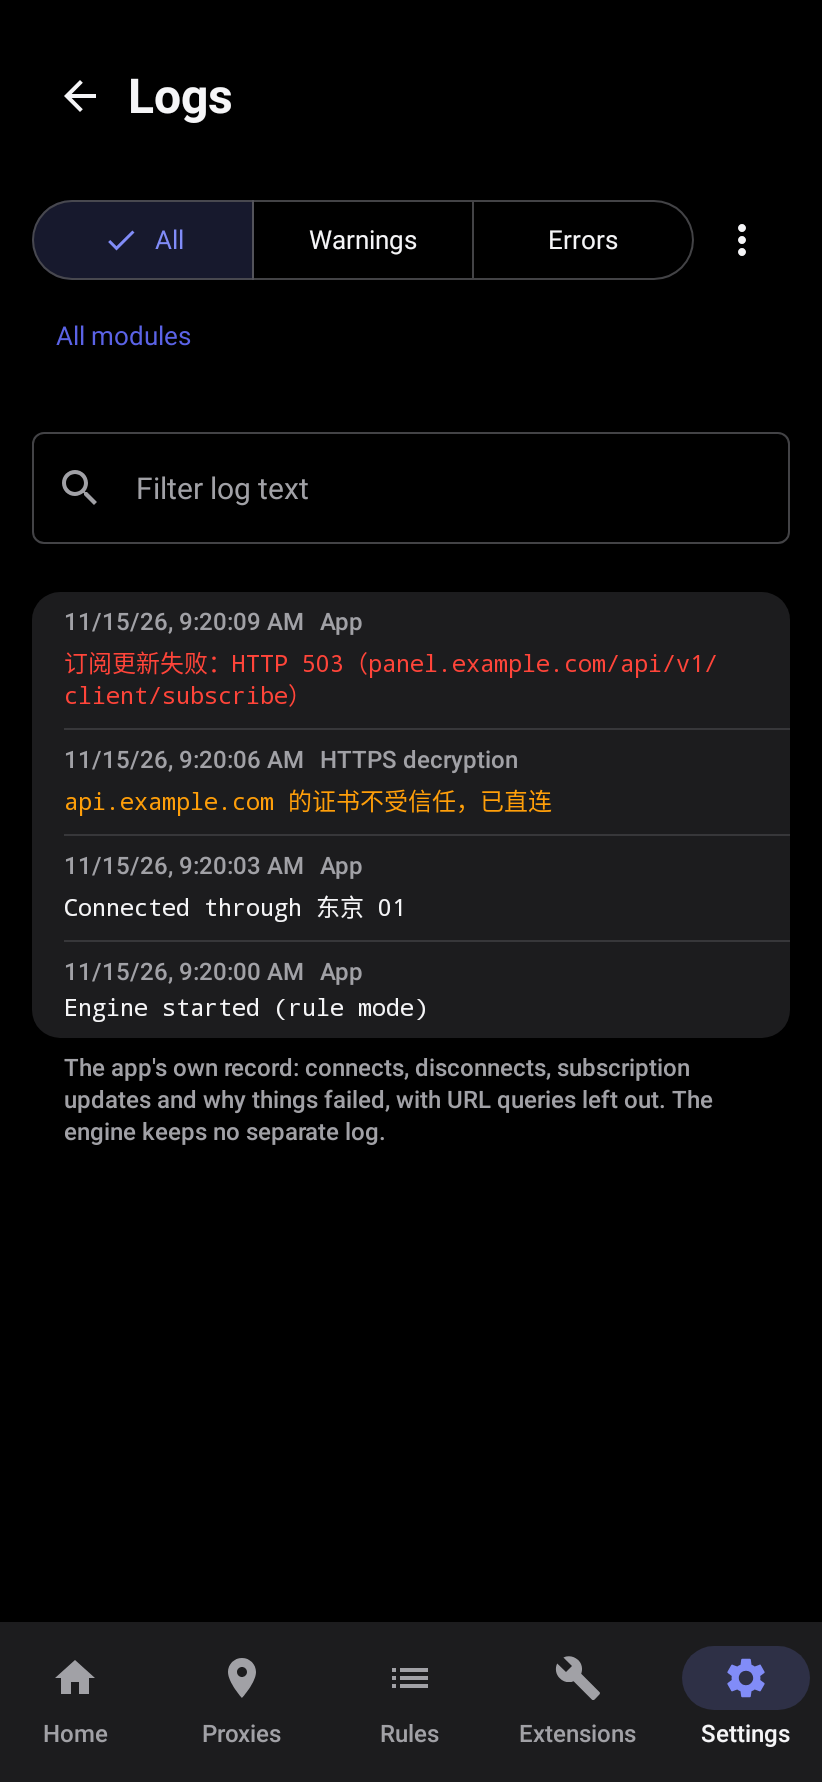 Logs
All
Warnings
Errors
All modules
Filter log text
11/15/26, 9:20:09 AM App
订阅更新失败：HTTP 503（panel.example.com/api/v1/
client/subscribe）
11/15/26, 9:20:06 AM HTTPS decryption
api.example.com 的证书不受信任，已直连
11/15/26, 9:20:03 AM App
Connected through 东京 01
11/15/26, 9:20:00 AM App
Engine started (rule mode)
The app's own record: connects, disconnects, subscription
updates and why things failed, with URL queries left out. The
engine keeps no separate log.
Home
Proxies
Rules
Extensions
Settings